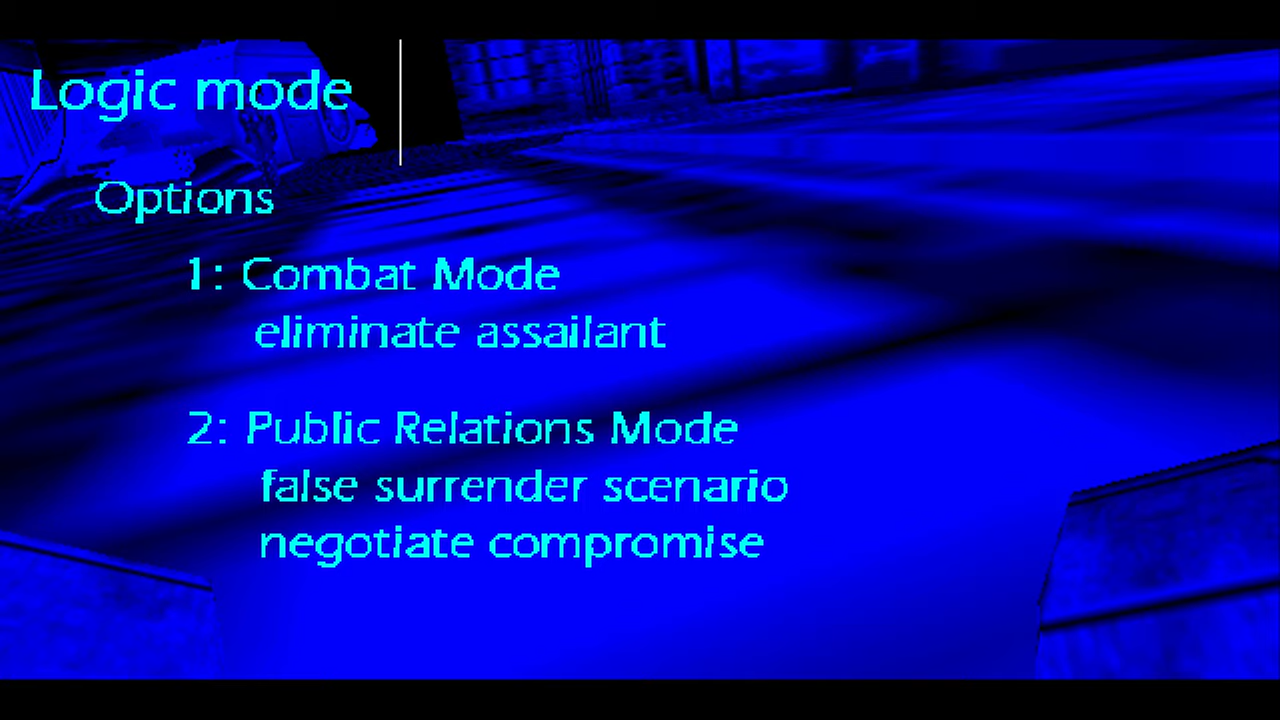 Logic mode
Options
1: Combat Mode
eliminate assailant
2: Public Relations Mode
false surrender scenario
negotiate compromise